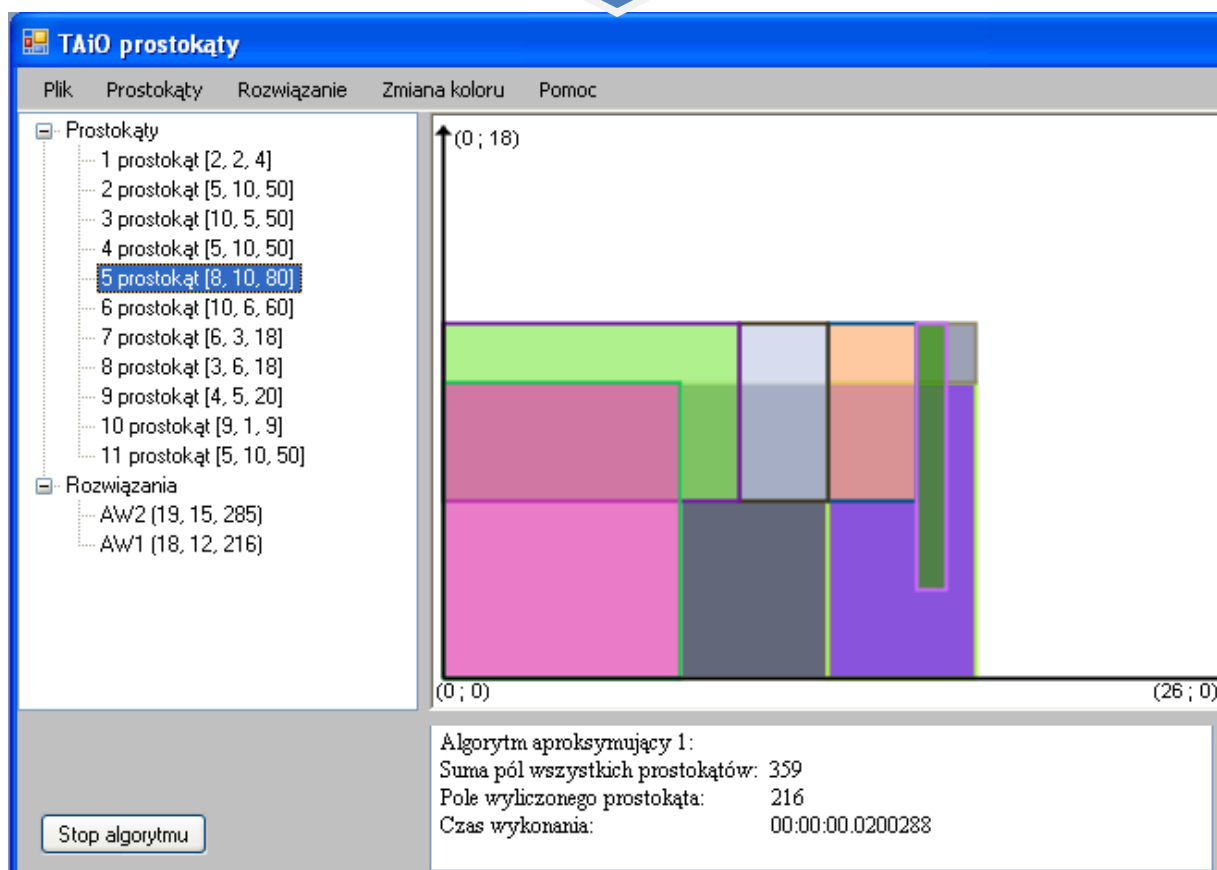 TAiO prostokąty
Plik Prostokąty Rozwiązanie Zmiana koloru Pomoc
Prostokąty
1 prostokąt [2, 2, 4]
2 prostokąt [5, 10, 50]
3 prostokąt [10, 5, 50]
4 prostokąt [5, 10, 50]
5 prostokąt [8, 10, 80]
6 prostokąt [10, 6, 60]
7 prostokąt [6, 3, 18]
8 prostokąt [3, 6, 18]
9 prostokąt [4, 5, 20]
10 prostokąt [9, 1, 9]
11 prostokąt [5, 10, 50]
Rozwiązania
AW2 (19, 15, 285)
AW1 (18, 12, 216)
(0 ; 18)
(0 ; 0)
(26 ; 0)
Algorytm aproksymujący 1:
Suma pól wszystkich prostokątów: 359
Pole wyliczonego prostokąta: 216
Czas wykonania: 00:00:00.0200288
Stop algorytmu